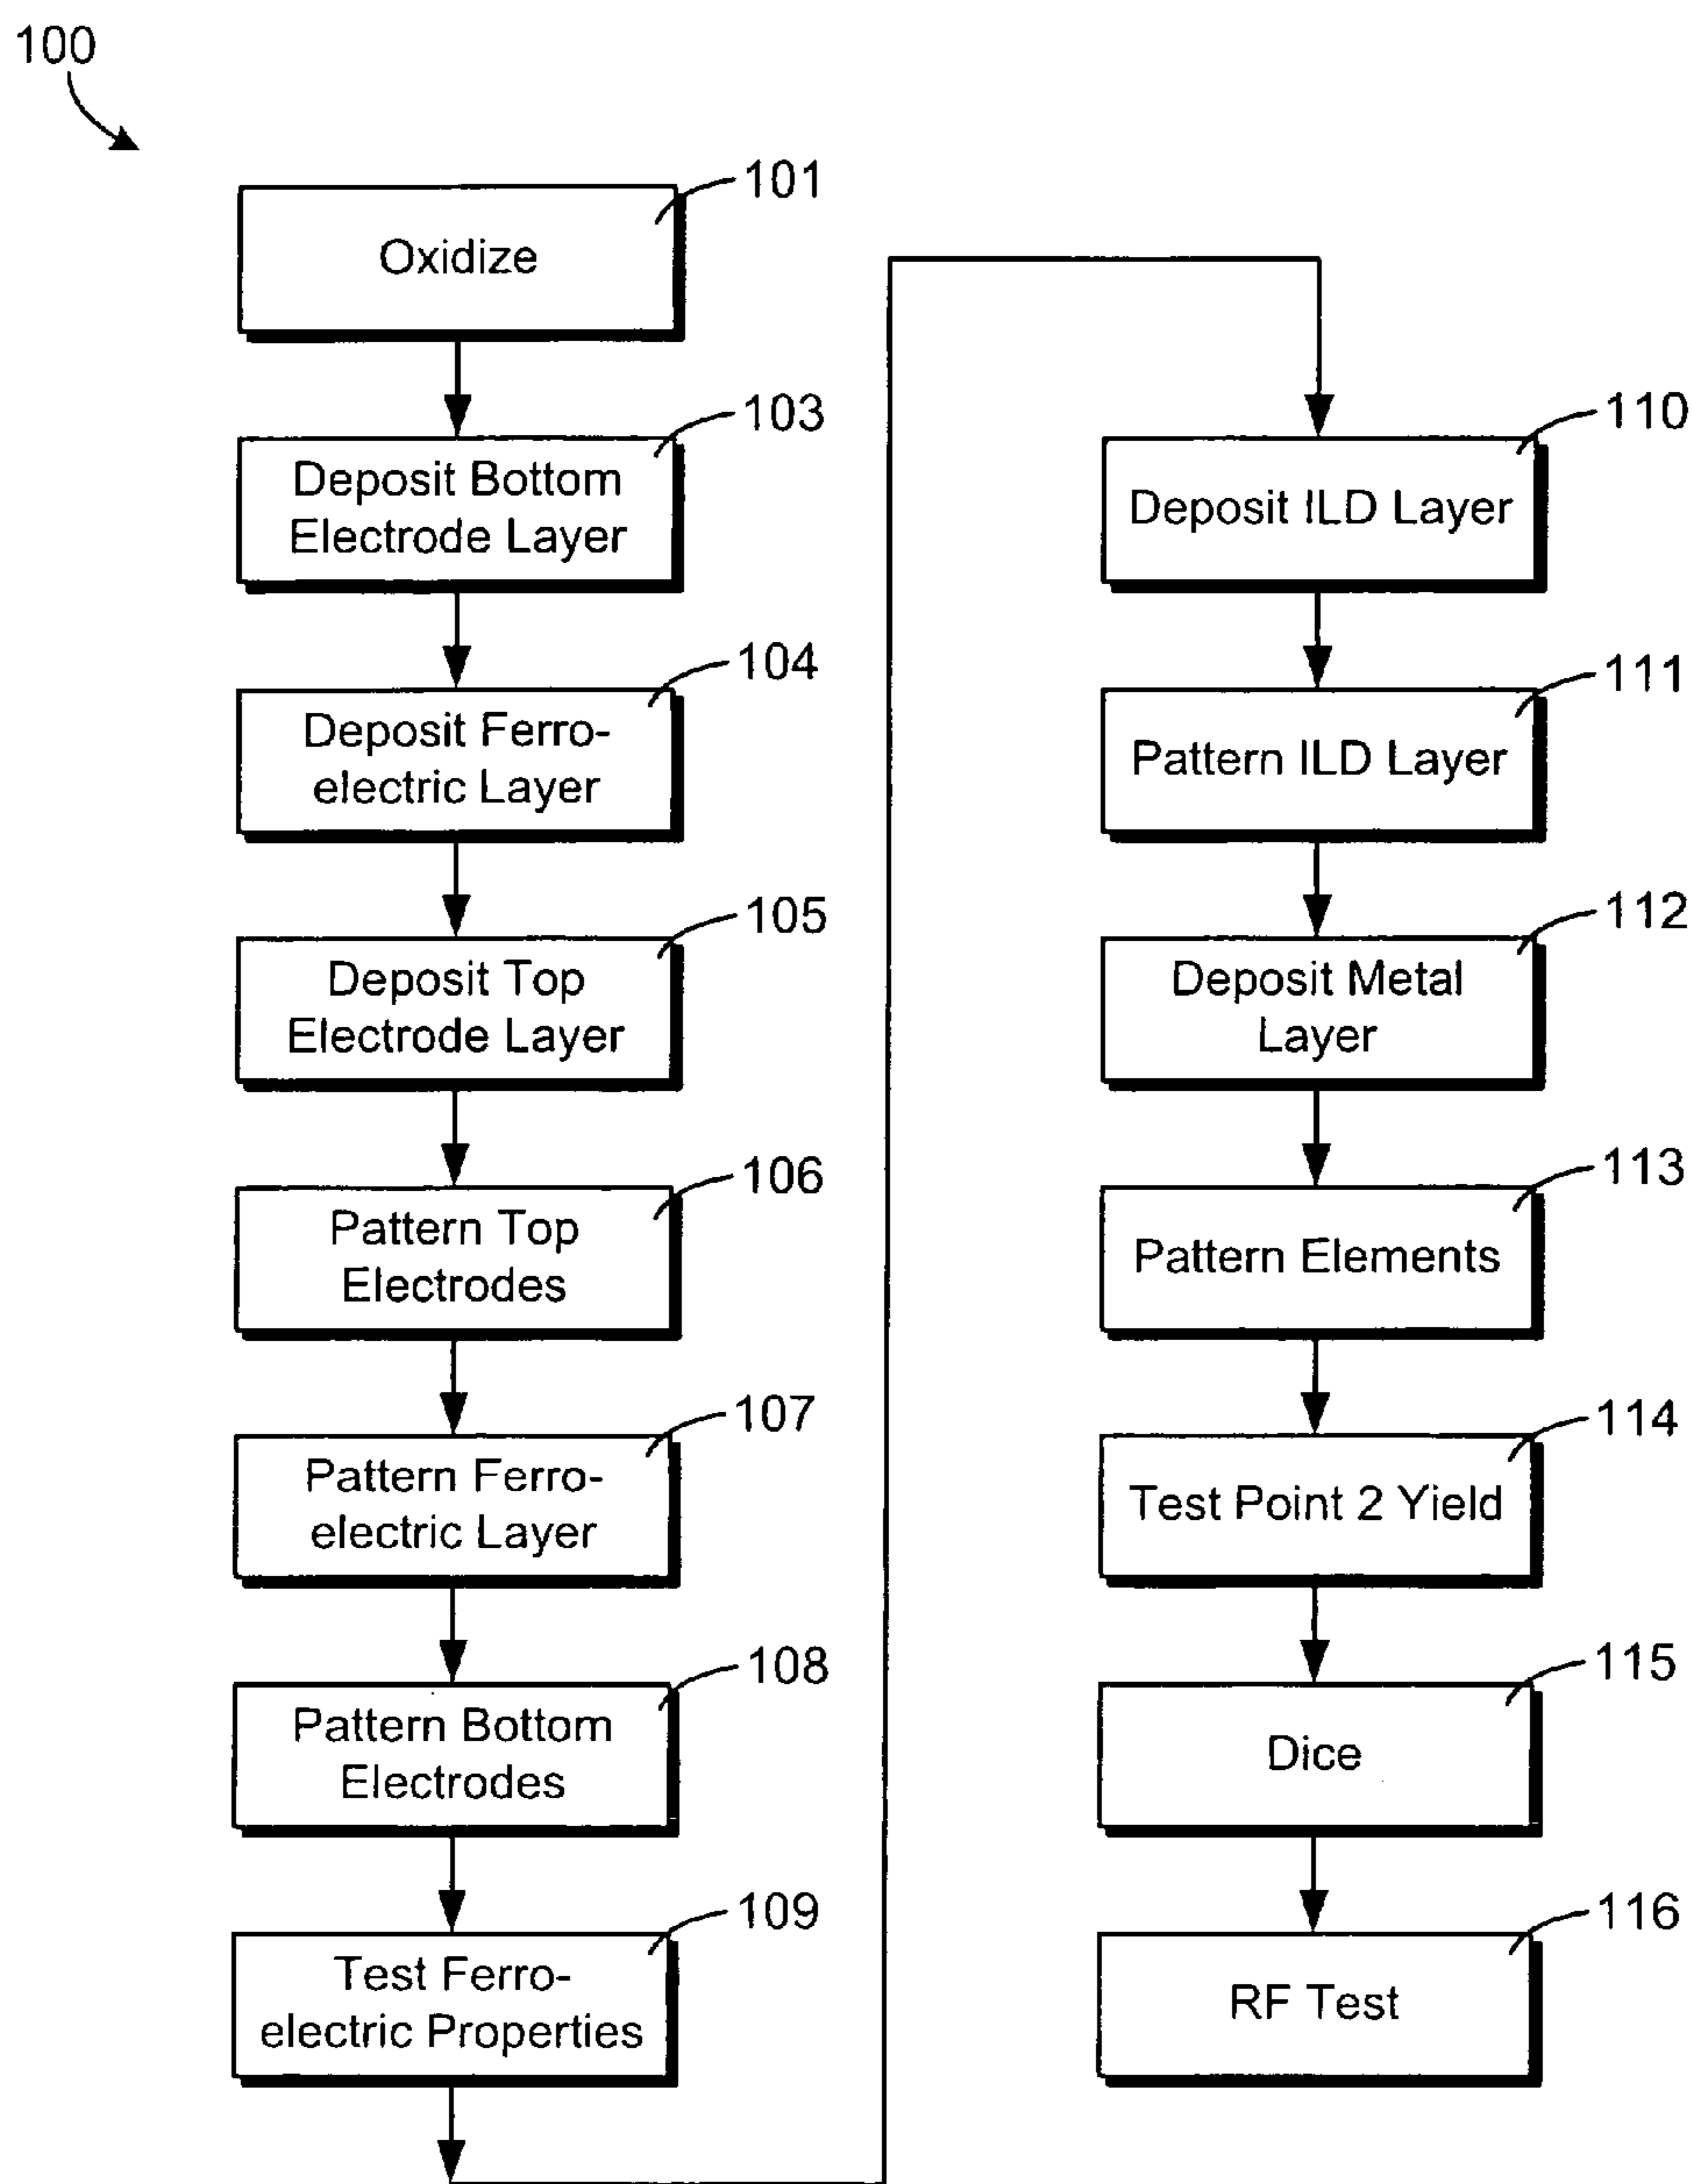 100
101
Oxidize
103
Deposit Bottom
Electrode Layer
104
Deposit Ferro-
electric Layer
105
Deposit Top
Electrode Layer
106
Pattern Top
Electrodes
107
Pattern Ferro-
electric Layer
108
Pattern Bottom
Electrodes
109
Test Ferro-
electric Properties
110
Deposit ILD Layer
111
Pattern ILD Layer
112
Deposit Metal
Layer
113
Pattern Elements
114
Test Point 2 Yield
115
Dice
116
RF Test